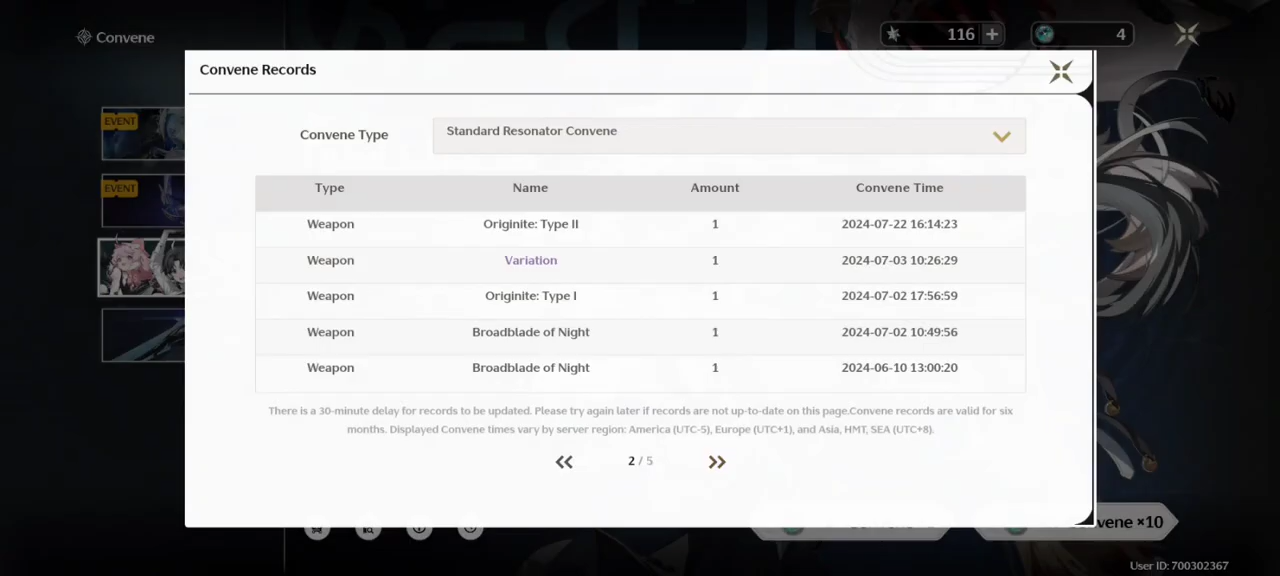 Convene
116
4
Convene Records
EVENT
EVENT
Convene Type
Standard Resonator Convene
Type Name Amount Convene Time
Weapon Originite: Type II 1 2024-07-22 16:14:23
Weapon Variation 1 2024-07-03 10:26:29
Weapon Originite: Type I 1 2024-07-02 17:56:59
Weapon Broadblade of Night 1 2024-07-02 10:49:56
Weapon Broadblade of Night 1 2024-06-10 13:00:20
There is a 30-minute delay for records to be updated. Please try again later if records are not up-to-date on this page.Convene records are valid for six
months. Displayed Convene times vary by server region: America (UTC-5), Europe (UTC+1), and Asia, HMT, SEA (UTC+8).
2 / 5
vene ×10
User ID: 700302367